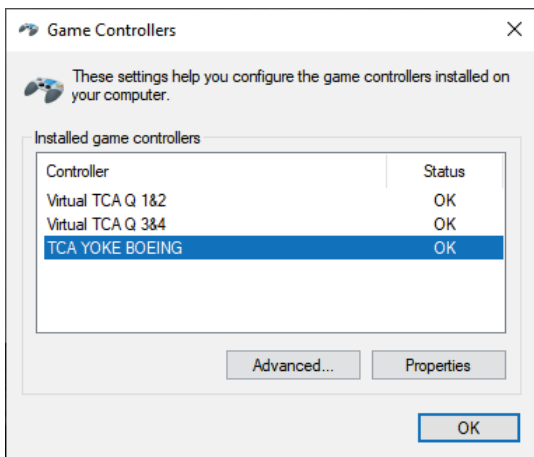 Game Controllers
These settings help you configure the game controllers installed on
your computer.
Installed game controllers
Controller Status
Virtual TCA Q 1&2 OK
Virtual TCA Q 3&4 OK
TCA YOKE BOEING OK
Advanced... Properties
OK